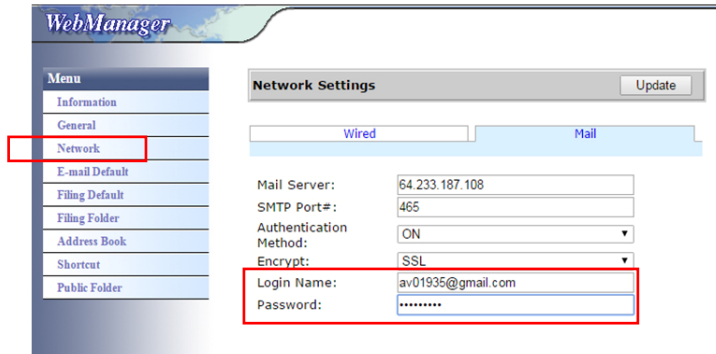 WebManager
Menu
Information
General
Network
E-mail Default
Filing Default
Filing Folder
Address Book
Shortcut
Public Folder
Network Settings
Update
Wired
Mail
Mail Server: 64.233.187.108
SMTP Port#: 465
Authentication Method: ON
Encrypt: SSL
Login Name: av01935@gmail.com
Password: •••••••••